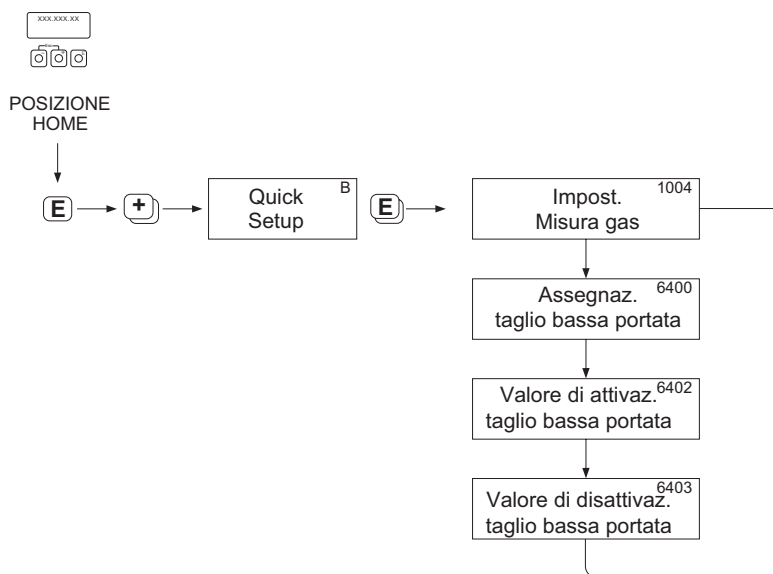 XXX.XXX.XX
Esc
POSIZIONE
HOME
E
+
Quick
Setup
B
E
Impost.
Misura gas
1004
Assegnaz.
taglio bassa portata
6400
Valore di attivaz.
taglio bassa portata
6402
Valore di disattivaz.
taglio bassa portata
6403